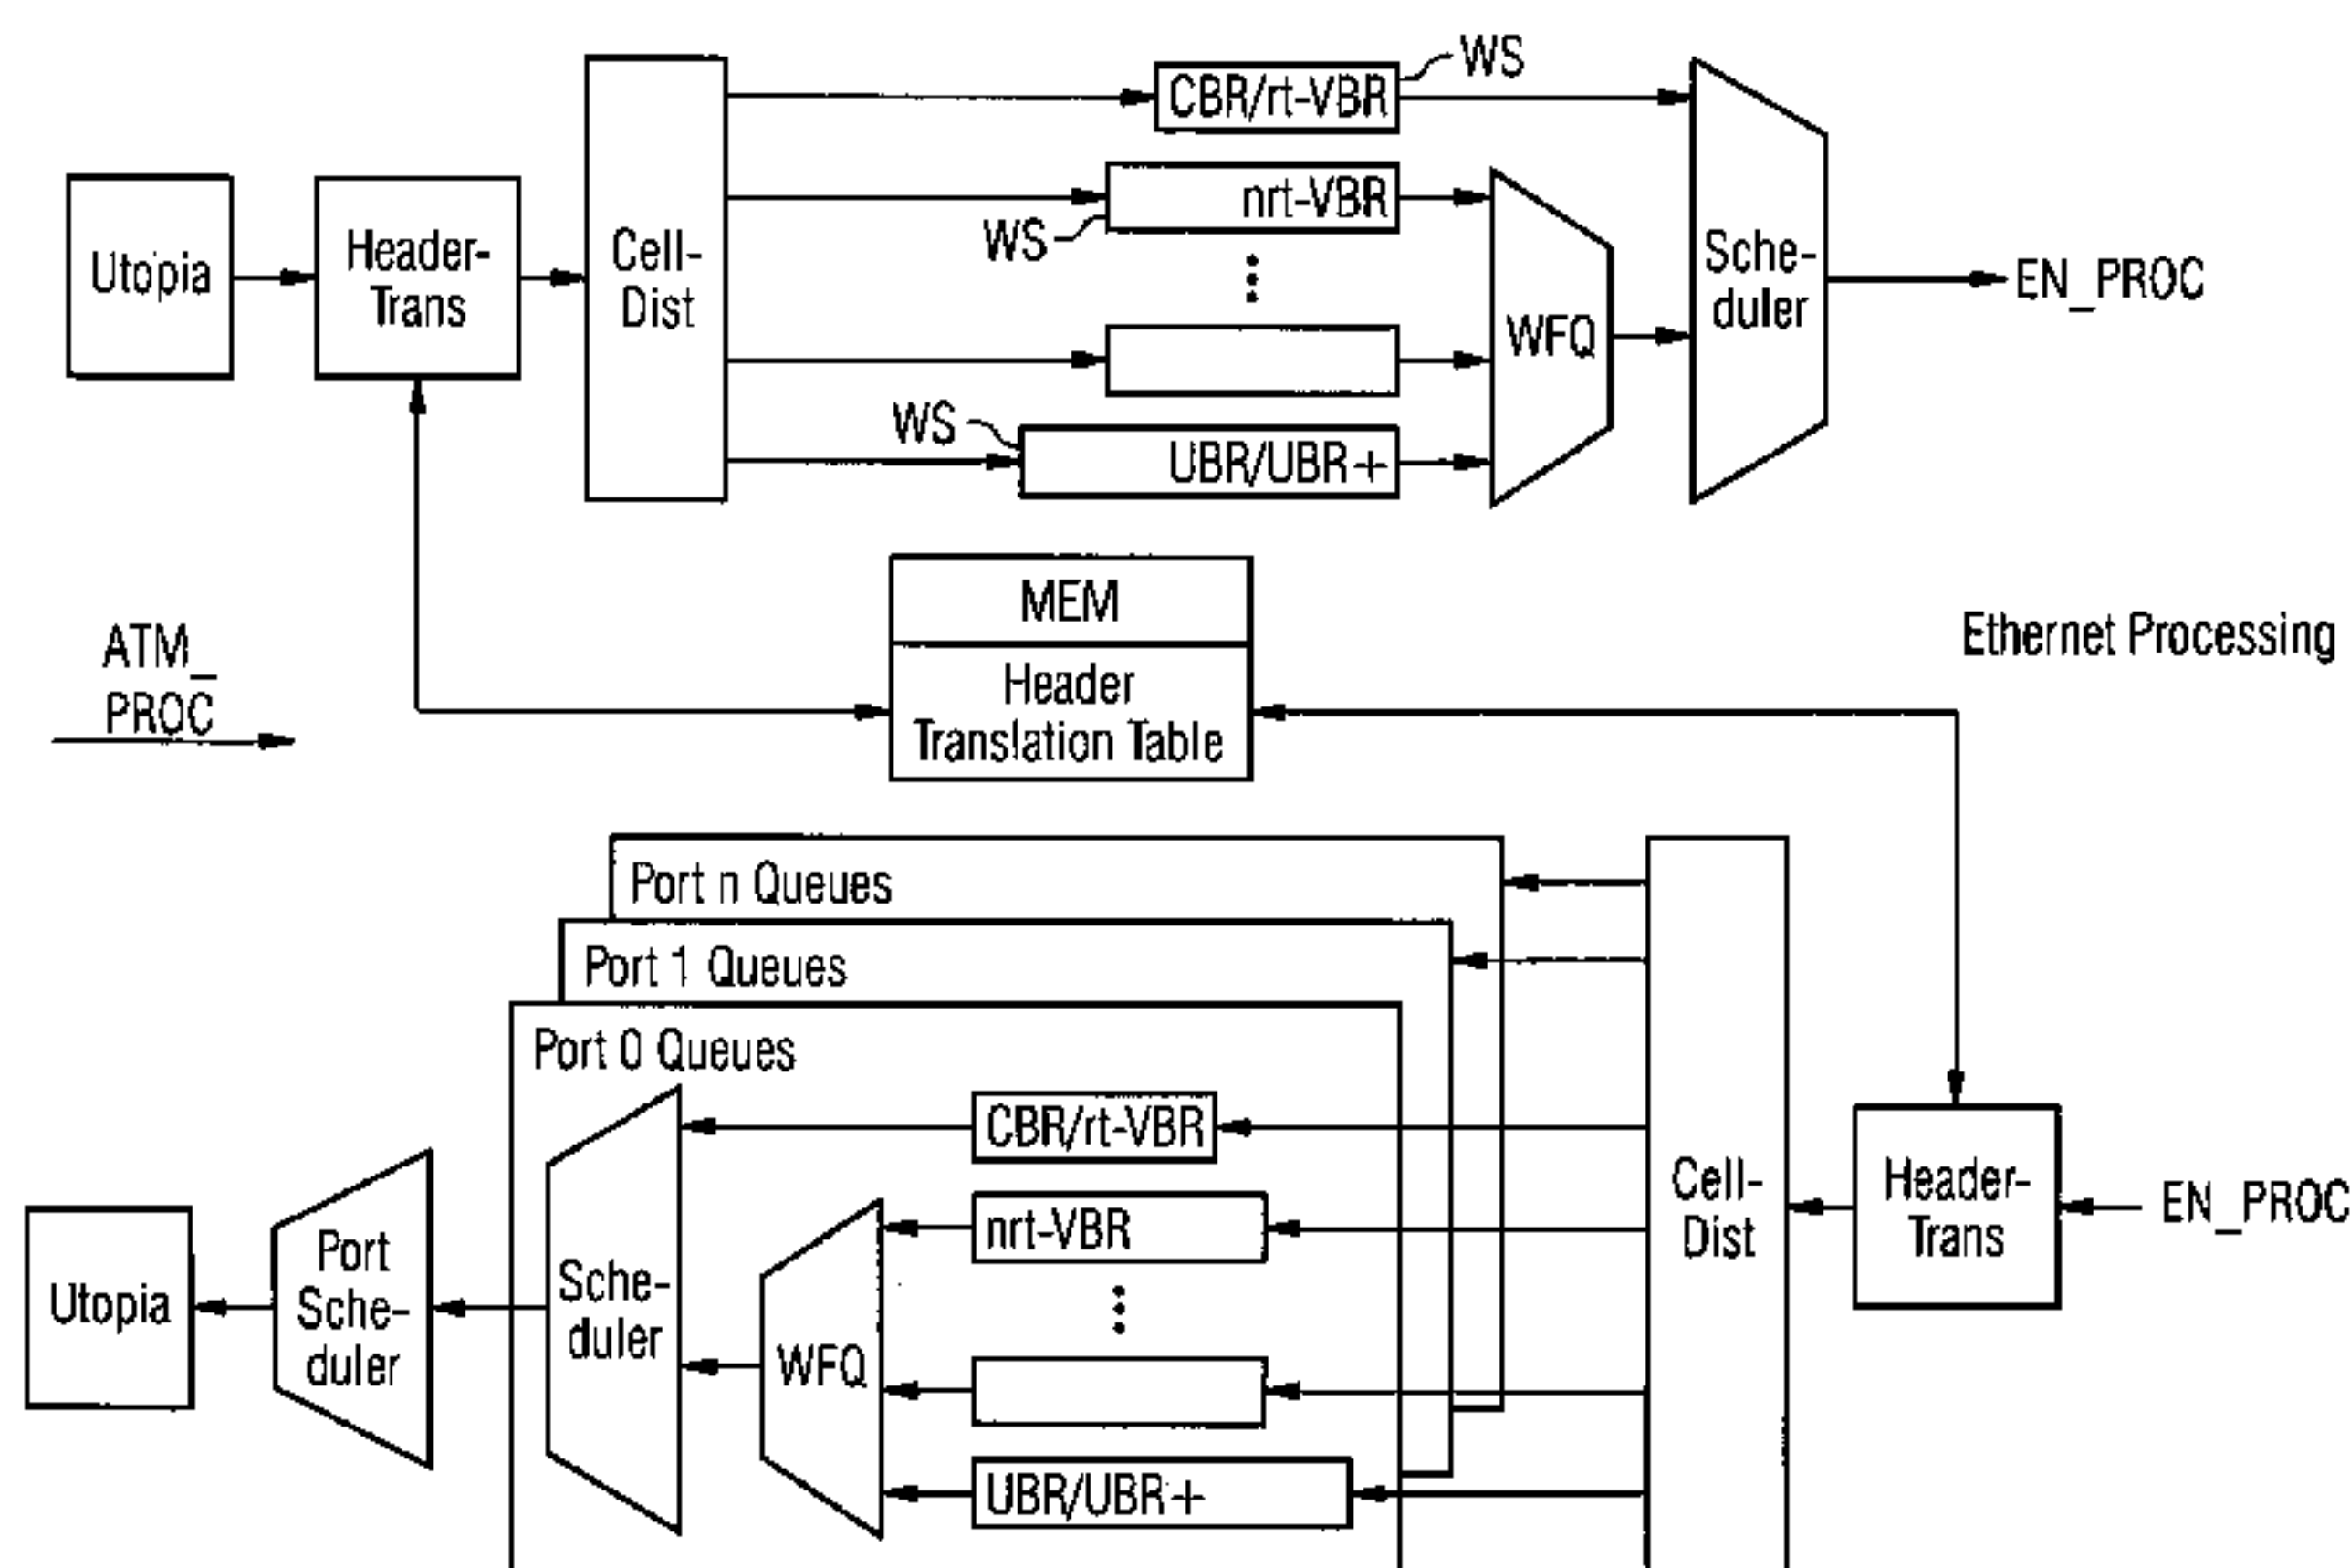 WS
CBR/rt-VBR
nrt-VBR
WS
Utopia
Header-
Trans
Cell-
Dist
Sche-
duler
EN_PROC
WFQ
WS
UBR/UBR+
MEM
Header
Translation Table
ATM_
PROC
Ethernet Processing
Port n Queues
Port 1 Queues
Port 0 Queues
CBR/rt-VBR
nrt-VBR
Cell-
Dist
Header-
Trans
EN_PROC
Utopia
Port
Sche-
duler
Sche-
duler
WFQ
UBR/UBR+